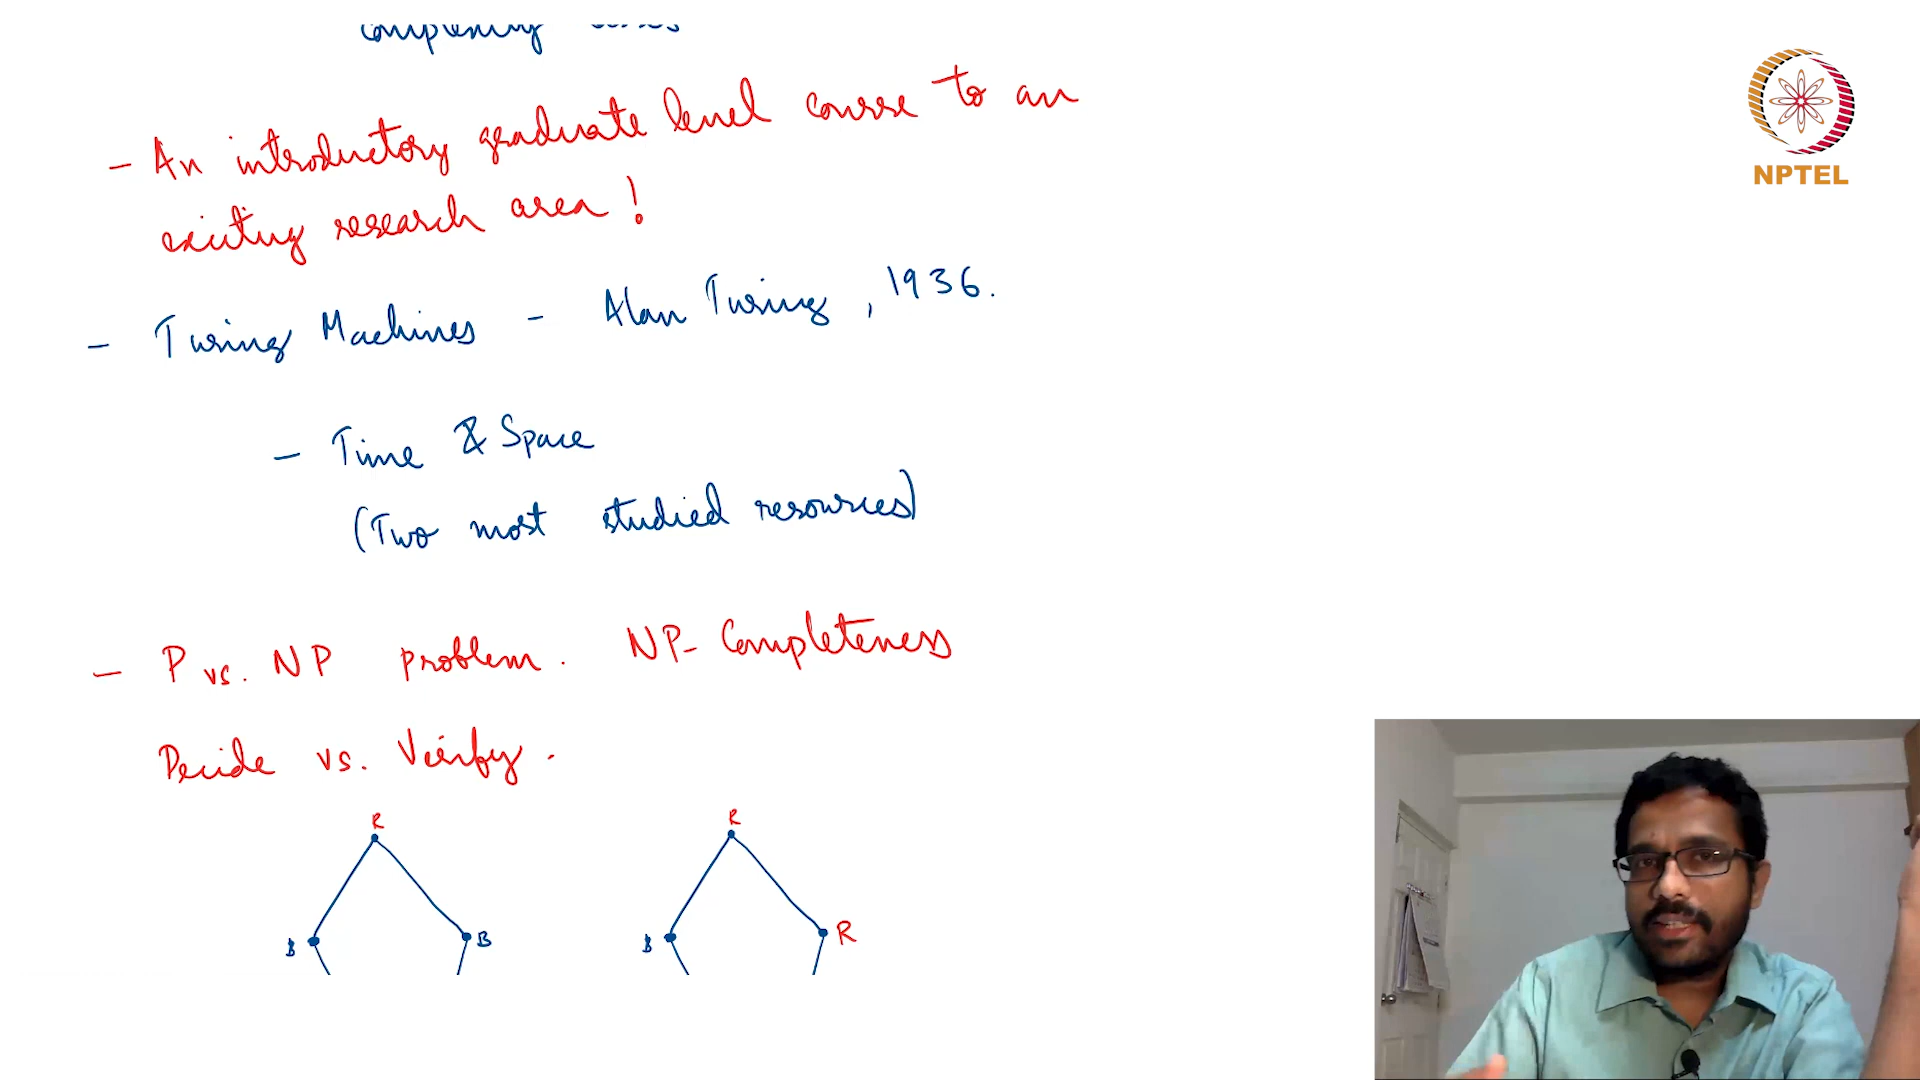 - An introductory graduate level course to an
exciting research area!
- Turing Machines - Alan Turing, 1936.
- Time & Space
(Two most studied resources)
- P vs. NP problem. NP-Completeness
Decide vs. Verify.
R R
B B B R
NPTEL